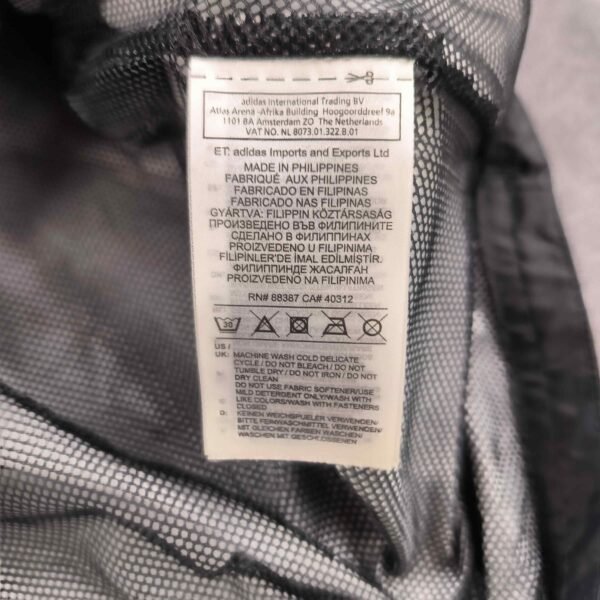 adidas International Trading BV
Atlas Arena -Afrika Building Hoogoorddreef 9a
1101 BA Amsterdam ZO The Netherlands
VAT NO. NL 8073.01.322.B.01
ET: adidas Imports and Exports Ltd
MADE IN PHILIPPINES
FABRIQUÉ AUX PHILIPPINES
FABRICADO EN FILIPINAS
FABRICADO NAS FILIPINAS
GYÁRTVA: FILIPPIN KÖZTÁRSASÁG
ПРОИЗВЕДЕНО ВЪВ ФИЛИПИНИТЕ
СДЕЛАНО В ФИЛИППИНАХ
PROIZVEDENO U FILIPINIMA
FİLİPİNLER'DE İMAL EDİLMİŞTİR.
ФИЛИППИНДЕ ЖАСАЛҒАН
PROIZVEDENO NA FILIPINIMA
RN# 88387 CA# 40312
30
US /
UK: MACHINE WASH COLD DELICATE
CYCLE / DO NOT BLEACH / DO NOT
TUMBLE DRY / DO NOT IRON / DO NOT
DRY CLEAN
DO NOT USE FABRIC SOFTENER/USE
MILD DETERGENT ONLY/WASH WITH
LIKE COLORS/WASH WITH FASTENERS
CLOSED
D: KEINEN WEICHSPUELER VERWENDEN/
BITTE FEINWASCHMITTEL VERWENDEN/
MIT GLEICHEN FARBEN WASCHEN/
WASCHEN MIT GESCHLOSSENEN